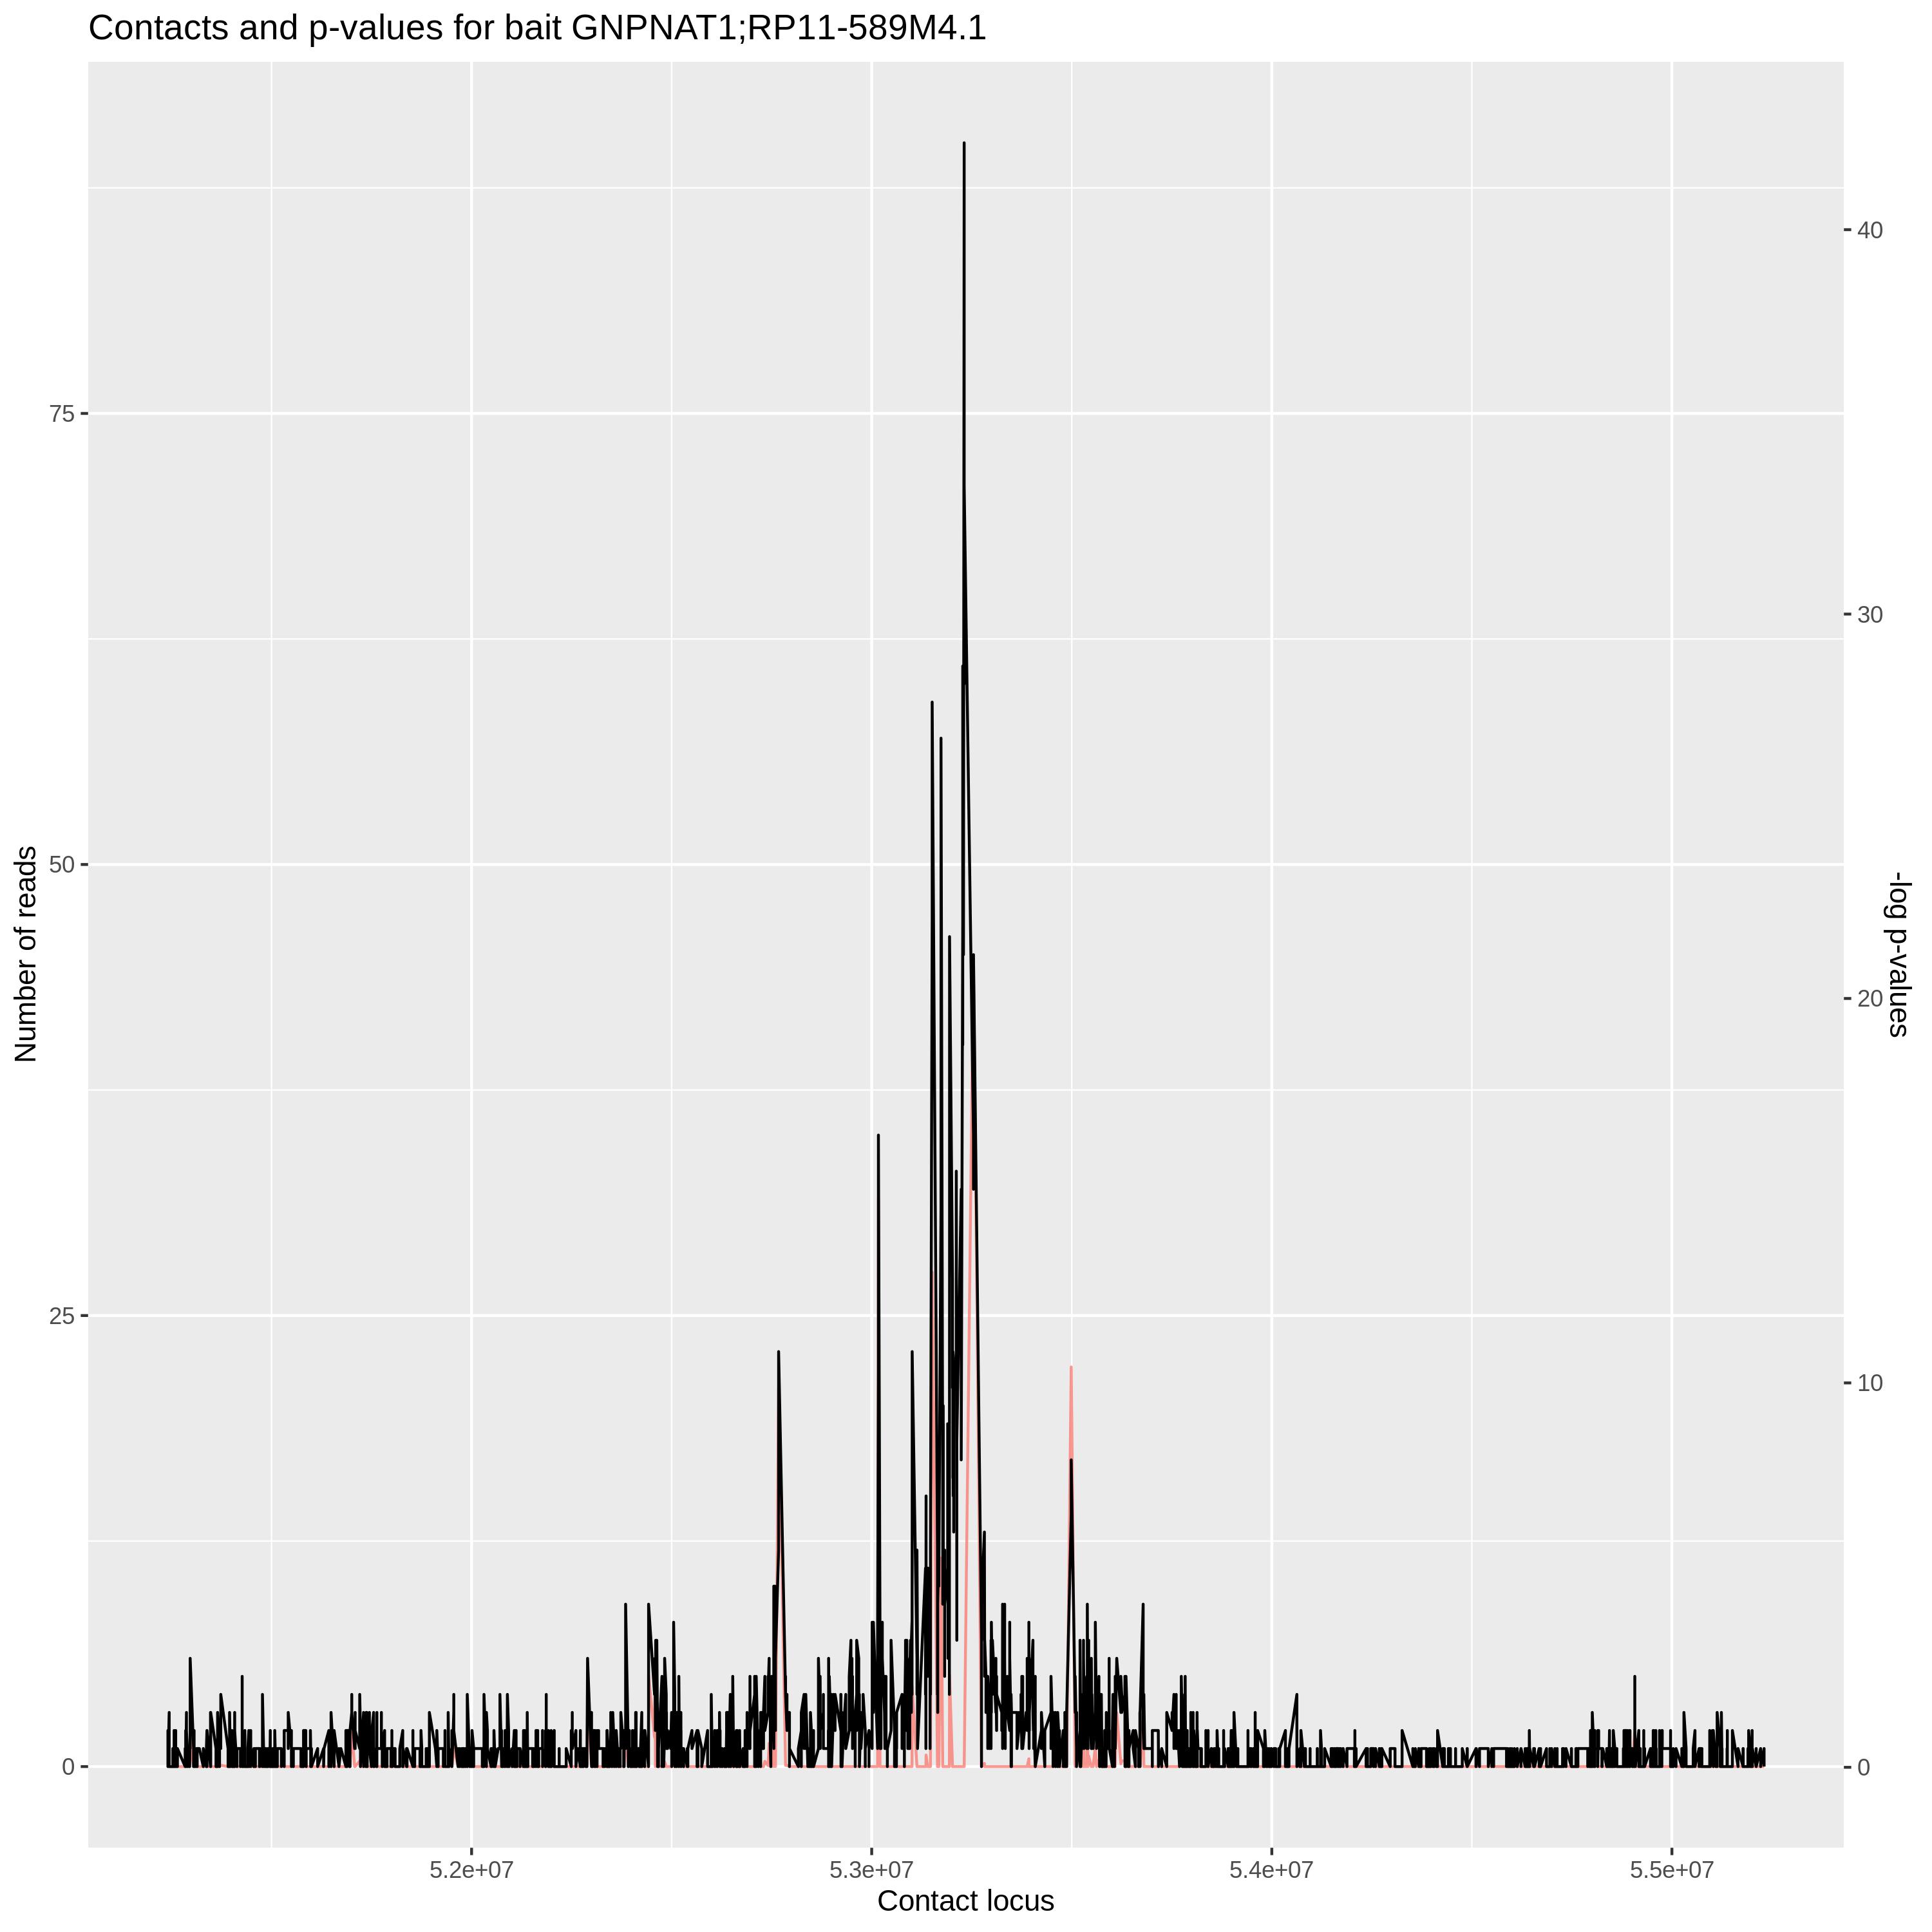 Contacts and p-values for bait GNPNAT1;RP11-589M4.1
Number of reads
75
50
25
0
40
30
20
10
0
-log p-values
5.2e+07 5.3e+07 5.4e+07 5.5e+07
Contact locus